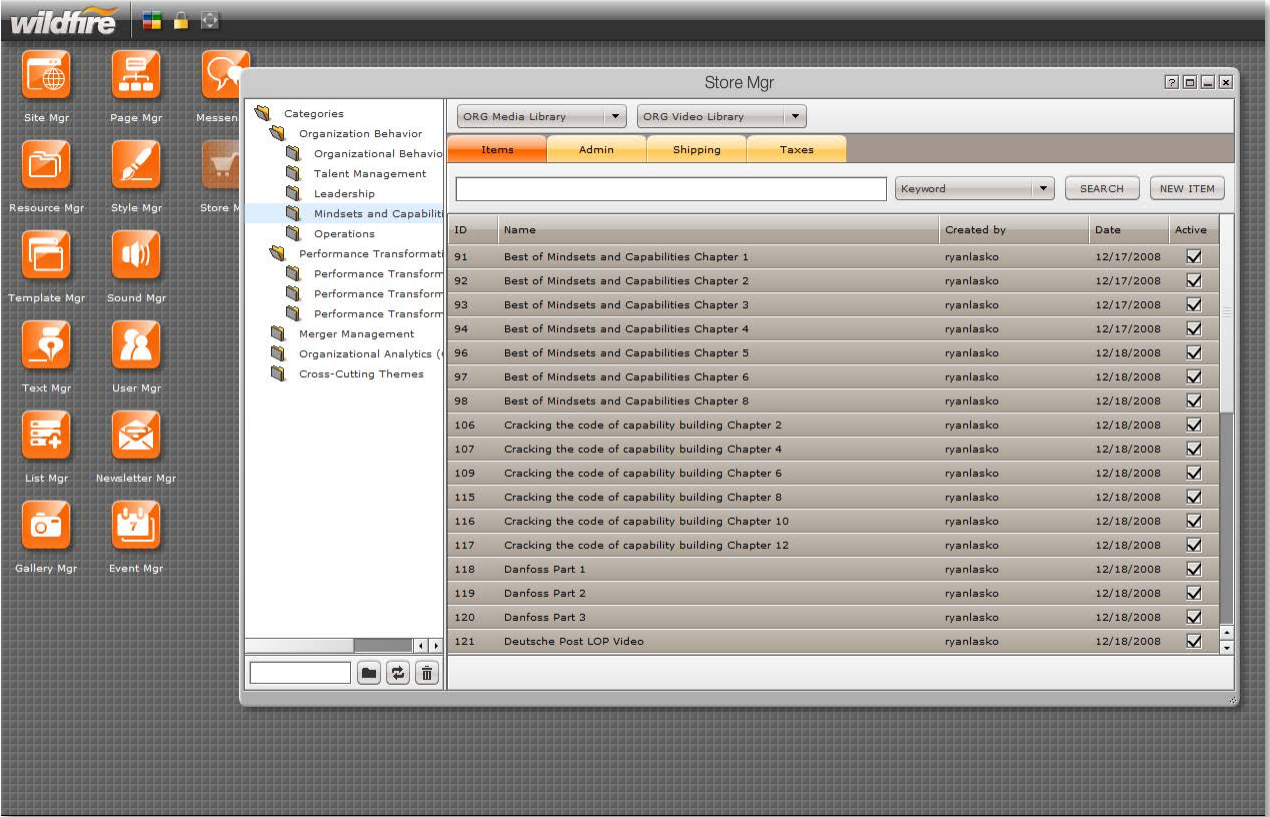 wildfire
Site Mgr
Page Mgr
Messen
Resource Mgr
Style Mgr
Store M
Template Mgr
Sound Mgr
Text Mgr
User Mgr
List Mgr
Newsletter Mgr
Gallery Mgr
7
Event Mgr
Store Mgr
?
Categories
Organization Behavior
Organizational Behavio
Talent Management
Leadership
Mindsets and Capabiliti
Operations
Performance Transformati
Performance Transform
Performance Transform
Performance Transform
Merger Management
Organizational Analytics (
Cross-Cutting Themes
ORG Media Library ORG Video Library
Items Admin Shipping Taxes
Keyword SEARCH NEW ITEM
ID Name Created by Date Active
91 Best of Mindsets and Capabilities Chapter 1 ryanlasko 12/17/2008
92 Best of Mindsets and Capabilities Chapter 2 ryanlasko 12/17/2008
93 Best of Mindsets and Capabilities Chapter 3 ryanlasko 12/17/2008
94 Best of Mindsets and Capabilities Chapter 4 ryanlasko 12/17/2008
96 Best of Mindsets and Capabilities Chapter 5 ryanlasko 12/18/2008
97 Best of Mindsets and Capabilities Chapter 6 ryanlasko 12/18/2008
98 Best of Mindsets and Capabilities Chapter 8 ryanlasko 12/18/2008
106 Cracking the code of capability building Chapter 2 ryanlasko 12/18/2008
107 Cracking the code of capability building Chapter 4 ryanlasko 12/18/2008
109 Cracking the code of capability building Chapter 6 ryanlasko 12/18/2008
115 Cracking the code of capability building Chapter 8 ryanlasko 12/18/2008
116 Cracking the code of capability building Chapter 10 ryanlasko 12/18/2008
117 Cracking the code of capability building Chapter 12 ryanlasko 12/18/2008
118 Danfoss Part 1 ryanlasko 12/18/2008
119 Danfoss Part 2 ryanlasko 12/18/2008
120 Danfoss Part 3 ryanlasko 12/18/2008
121 Deutsche Post LOP Video ryanlasko 12/18/2008